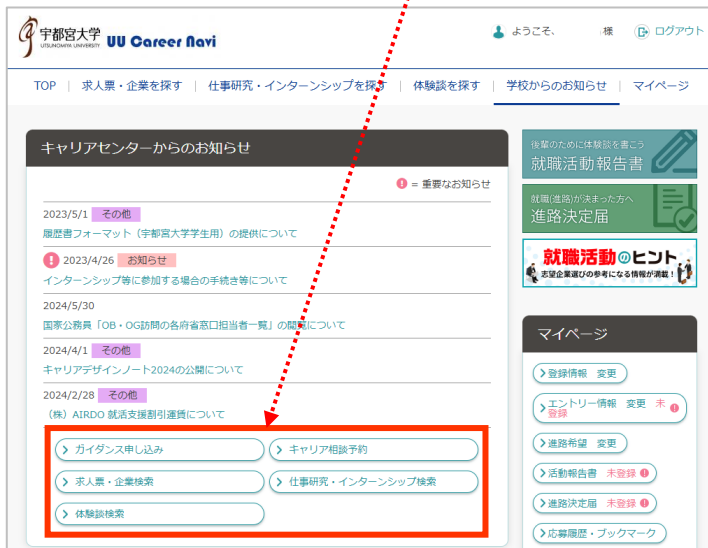 宇都宮大学
UTSUNOMIYA UNIVERSITY
UU Career Navi
ようこそ、 様 ログアウト
TOP | 求人票・企業を探す | 仕事研究・インターンシップを探す | 体験談を探す | 学校からのお知らせ | マイページ
キャリアセンターからのお知らせ
! = 重要なお知らせ
2023/5/1 その他
履歴書フォーマット（宇都宮大学学生用）の提供について
! 2023/4/26 お知らせ
インターンシップ等に参加する場合の手続き等について
2024/5/30
国家公務員「OB・OG訪問の各府省窓口担当者一覧」の閲覧について
2024/4/1 その他
キャリアデザインノート2024の公開について
2024/2/28 その他
（株）AIRDO 就活支援割引運賃について
ガイダンス申し込み
キャリア相談予約
求人票・企業検索
仕事研究・インターンシップ検索
体験談検索
後輩のために体験談を書こう
就職活動報告書
就職(進路)が決まった方へ
進路決定届
就職活動のヒント
志望企業選びの参考になる情報が満載！
マイページ
登録情報 変更
エントリー情報 変更 未登録 !
進路希望 変更
活動報告書 未登録 !
進路決定届 未登録 !
応募履歴・ブックマーク